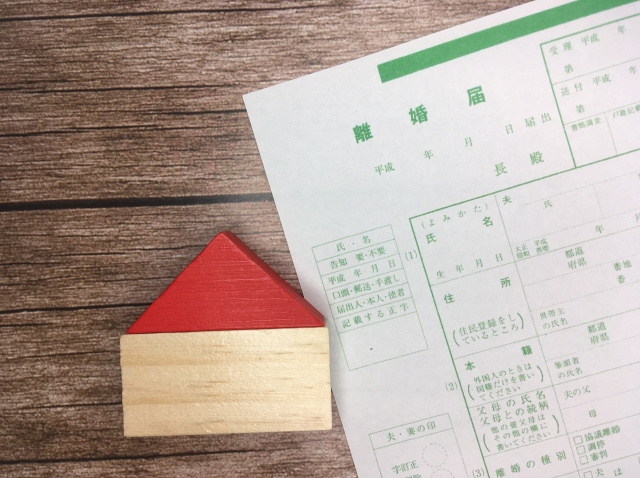 離婚届
平成 年 月 日 届出
長 殿
受理 平成 年
第
送付 平成 年
第
書類調査
戸籍記載
氏・名
告知 要・不要
平成 年 月 日
口頭・郵送・手渡し
届出人・本人・使者
記載する正字
夫・妻の印
字訂正
(1)
(よみかた)
氏名
夫 氏
生年月日
大正 平成
昭和 西暦
年
住所
(住民登録をしているところ)
都道
府県
番地
番
世帯主
の氏名
本籍
(外国人のときは国籍だけを書いてください)
都道
府県
筆頭者
の氏名
(2)
父母の氏名
父母との続柄
(他の養父母はその他の欄に書いてください)
夫の父
母
(3)
離婚の種別
□協議離婚
□調停
□審判
□夫は